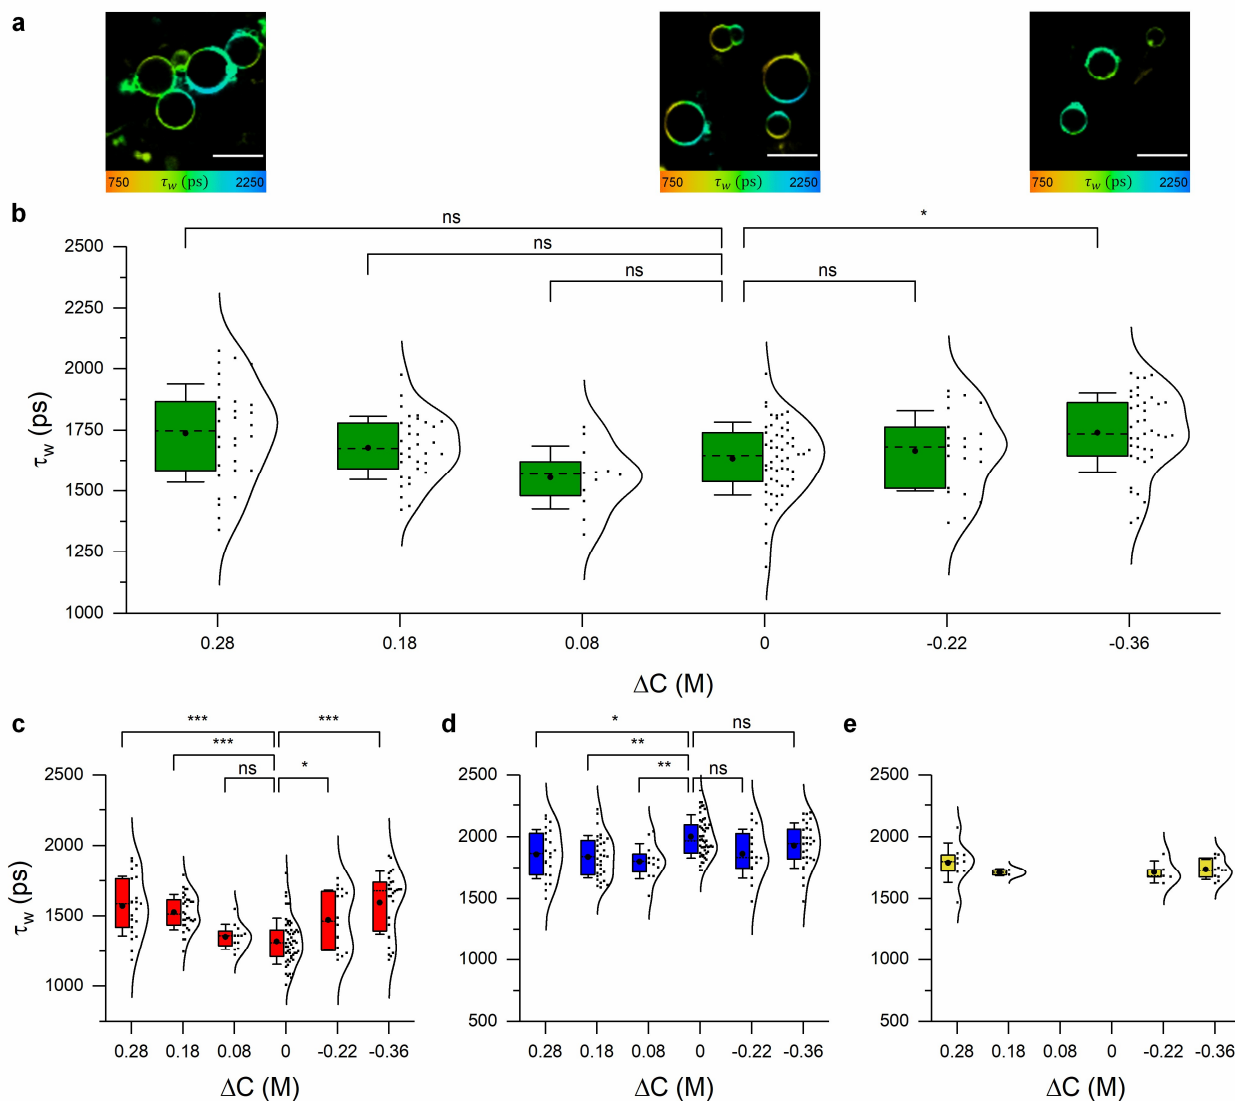 a
750 τw (ps) 2250
750 τw (ps) 2250
750 τw (ps) 2250
b
ns
*
ns
ns
ns
2500
2250
2000
1750
1500
1250
1000
τw (ps)
0.28 0.18 0.08 0 -0.22 -0.36
ΔC (M)
c
*** ***
***
ns *
2500
2000
1500
1000
τw (ps)
0.28 0.18 0.08 0 -0.22 -0.36
ΔC (M)
d
* ns
**
** ns
2500
2000
1500
1000
500
0.28 0.18 0.08 0 -0.22 -0.36
ΔC (M)
e
2500
2000
1500
1000
500
0.28 0.18 0.08 0 -0.22 -0.36
ΔC (M)